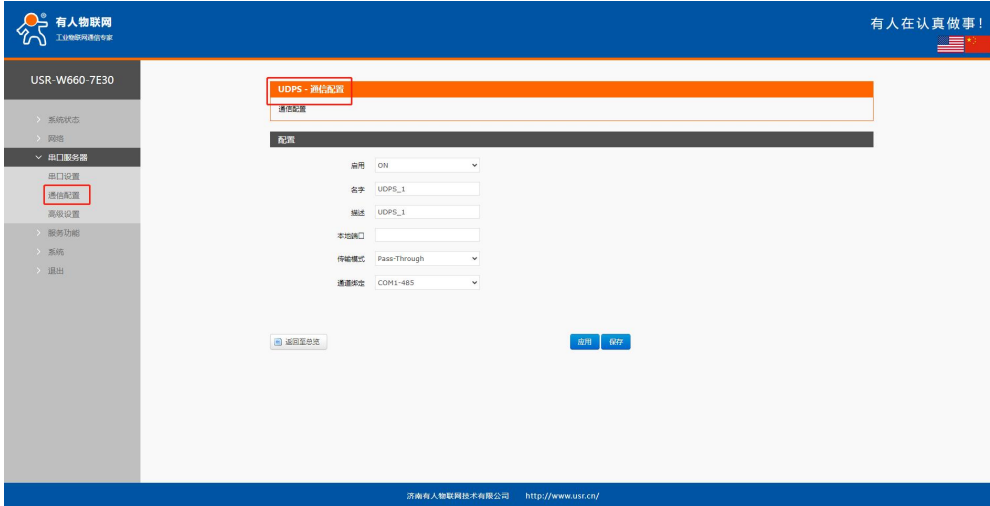 有人物联网
工业物联网通信专家
有人在认真做事!
USR-W660-7E30
系统状态
网络
串口服务器
串口设置
通信配置
高级设置
服务功能
系统
退出
UDPS - 通信配置
通信配置
配置
启用 ON
名字 UDPS_1
描述 UDPS_1
本地端口
传输模式 Pass-Through
通道绑定 COM1-485
返回至总览
应用 保存
济南有人物联网技术有限公司 http://www.usr.cn/